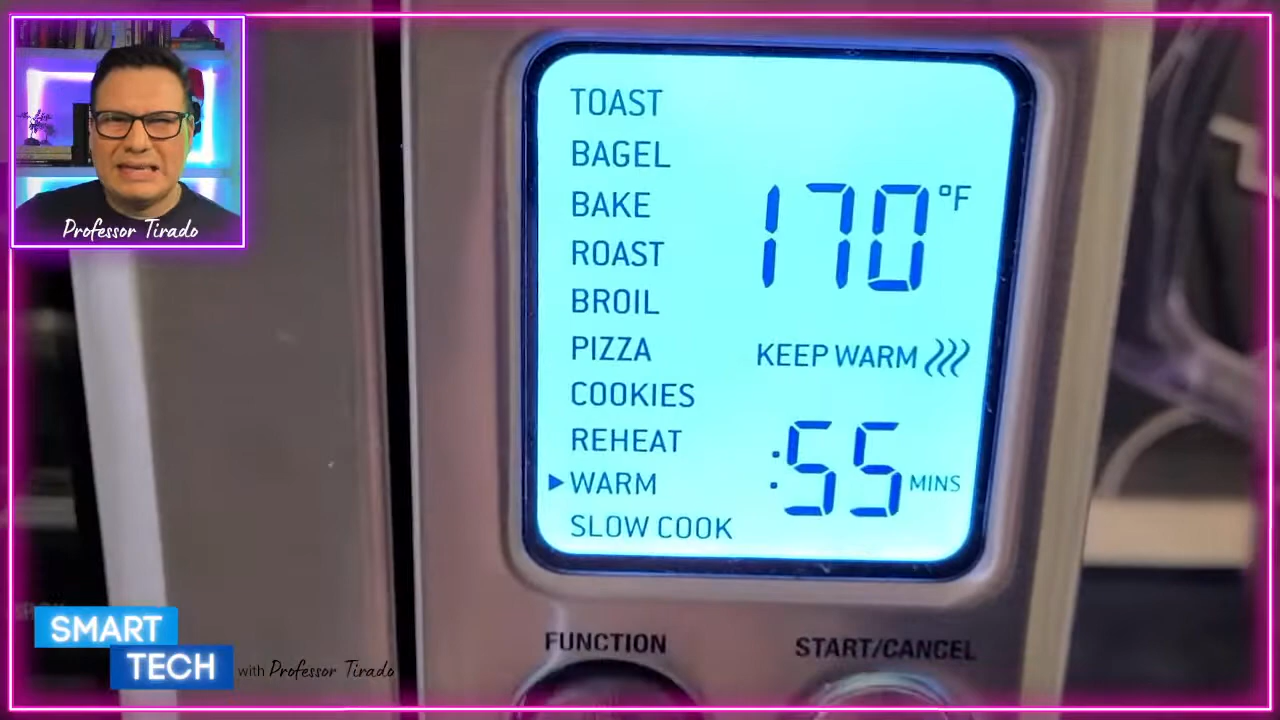 Professor Tirado
TOAST
BAGEL
BAKE
ROAST
BROIL
PIZZA
COOKIES
REHEAT
WARM
SLOW COOK
170 °F
KEEP WARM
:55 MINS
FUNCTION
START/CANCEL
SMART
TECH
with Professor Tirado